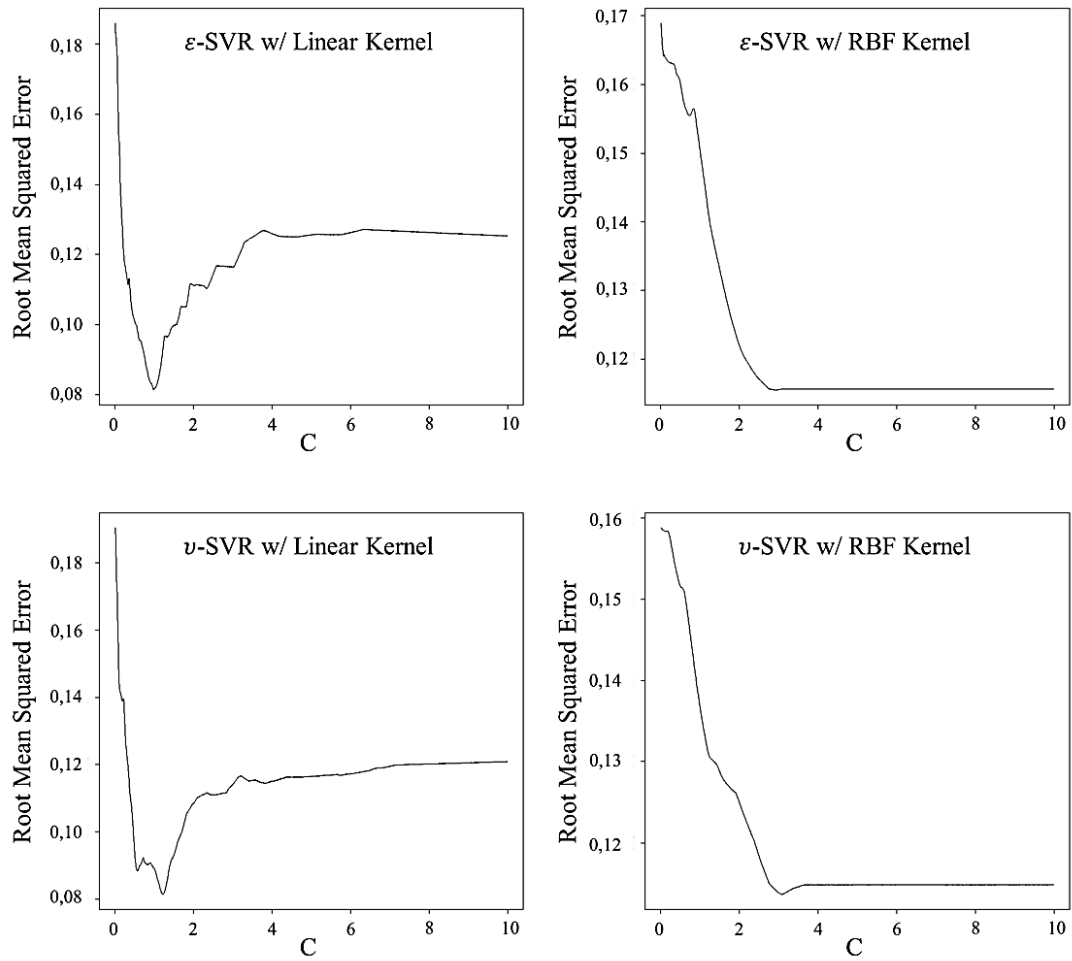 ε-SVR w/ Linear Kernel
Root Mean Squared Error
0,18
0,16
0,14
0,12
0,10
0,08
0 2 4 6 8 10
C
ε-SVR w/ RBF Kernel
Root Mean Squared Error
0,17
0,16
0,15
0,14
0,13
0,12
0 2 4 6 8 10
C
υ-SVR w/ Linear Kernel
Root Mean Squared Error
0,18
0,16
0,14
0,12
0,10
0,08
0 2 4 6 8 10
C
υ-SVR w/ RBF Kernel
Root Mean Squared Error
0,16
0,15
0,14
0,13
0,12
0 2 4 6 8 10
C